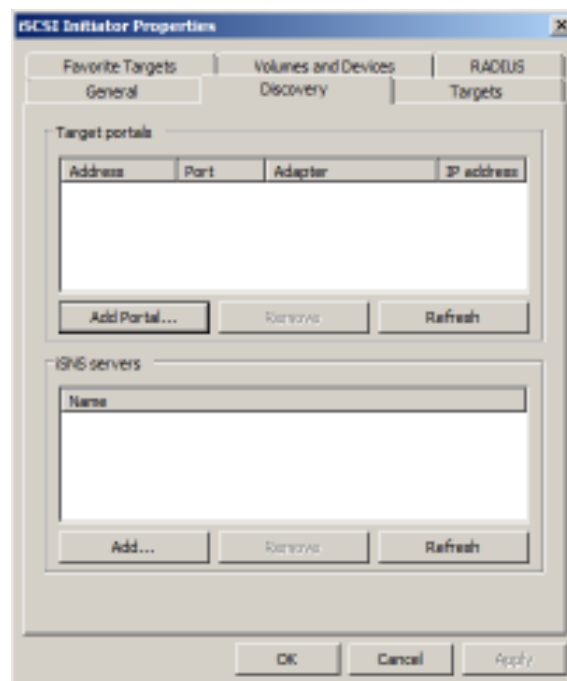 iSCSI Initiator Properties
Favorite Targets Volumes and Devices RADIUS
General Discovery Targets
Target portals
Address Port Adapter IP address
Add Portal... Remove Refresh
iSNS servers
Name
Add... Remove Refresh
OK Cancel Apply